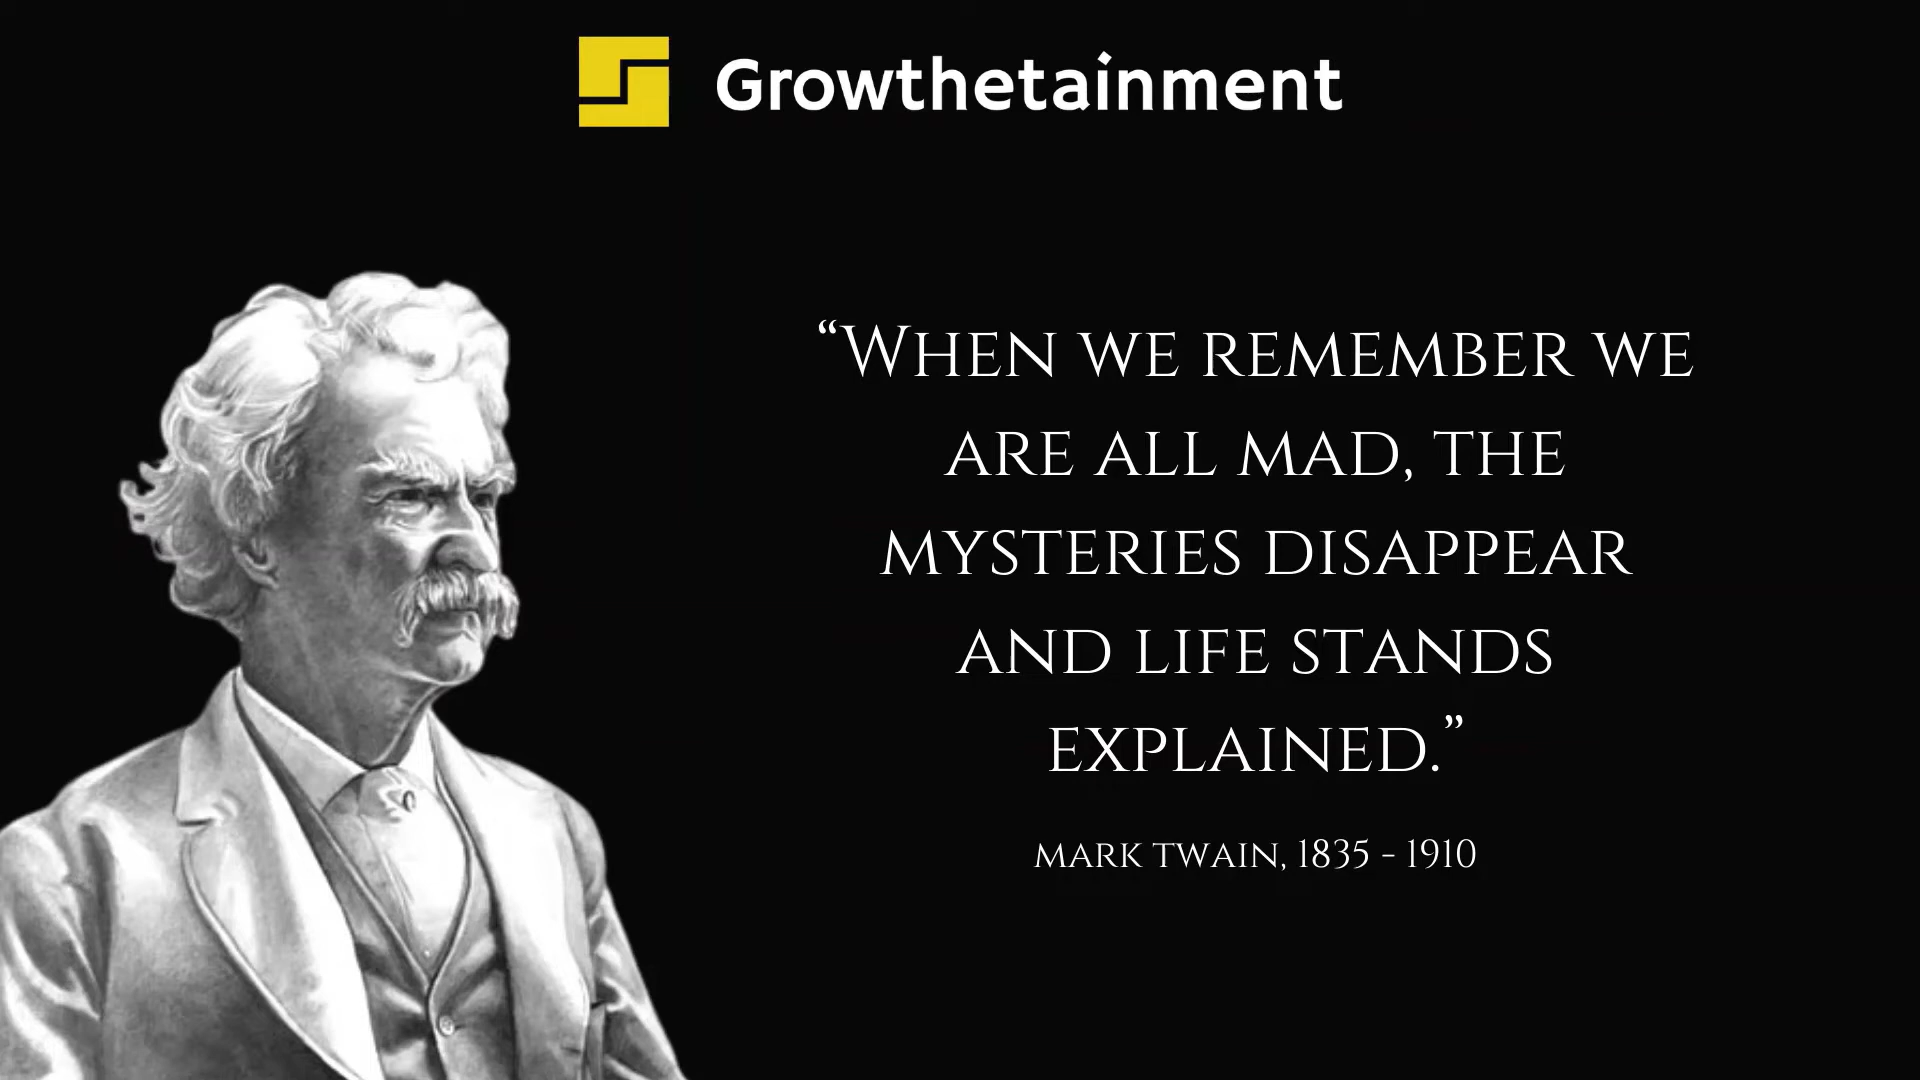 Growthetainment
“When we remember we
are all mad, the
mysteries disappear
and life stands
explained.”
mark twain, 1835 - 1910